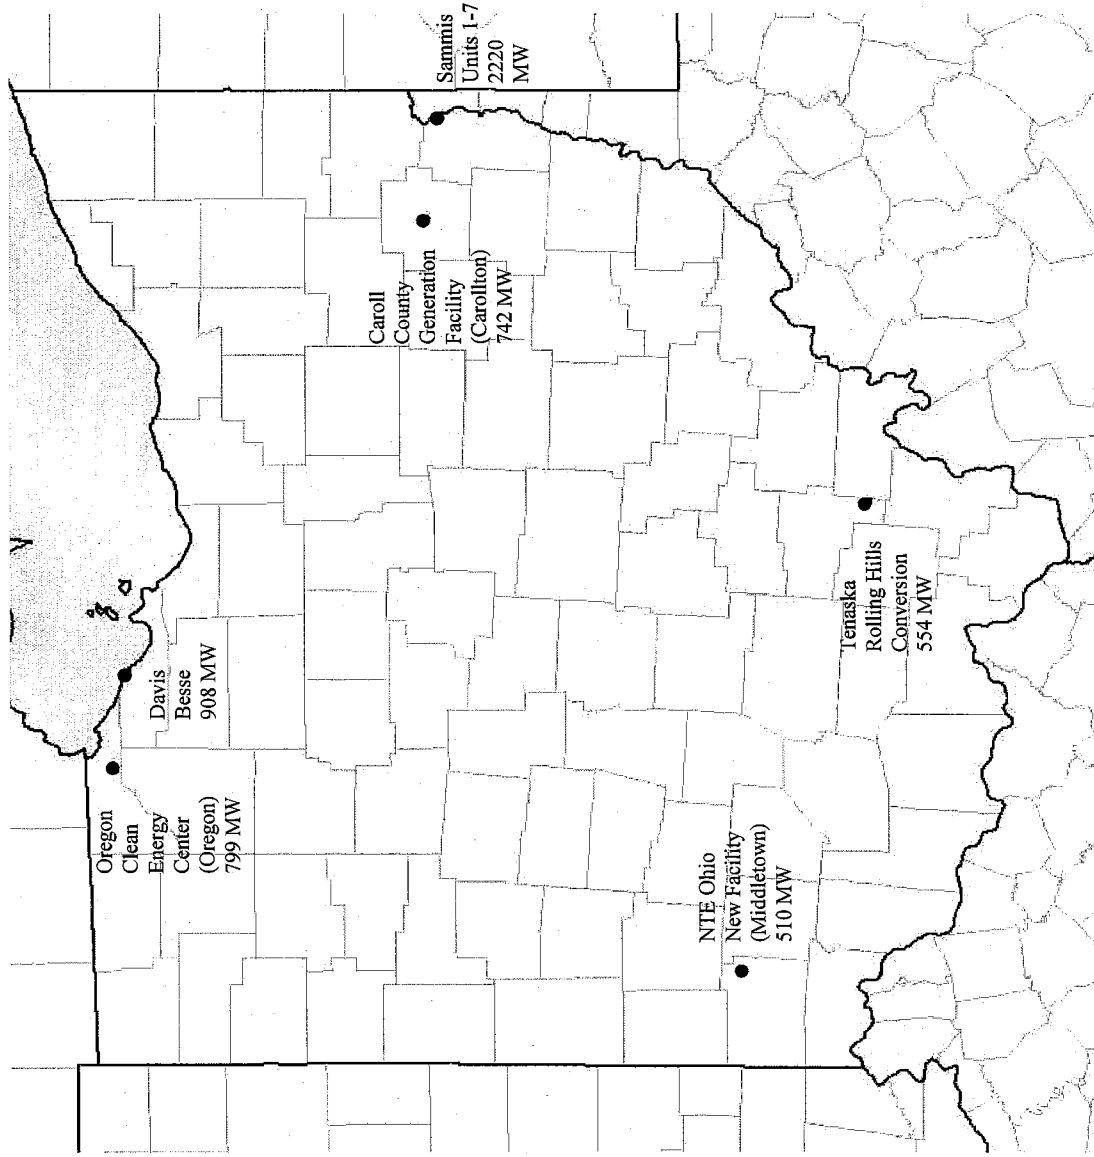 Oregon
Clean
Energy
Center
(Oregon)
799 MW
Davis
Besse
908 MW
Caroll
County
Generation
Facility
(Carollton)
742 MW
Sammis
Units 1-7
2220
MW
NTE Ohio
New Facility
(Middletown)
510 MW
Tenaska
Rolling Hills
Conversion
554 MW